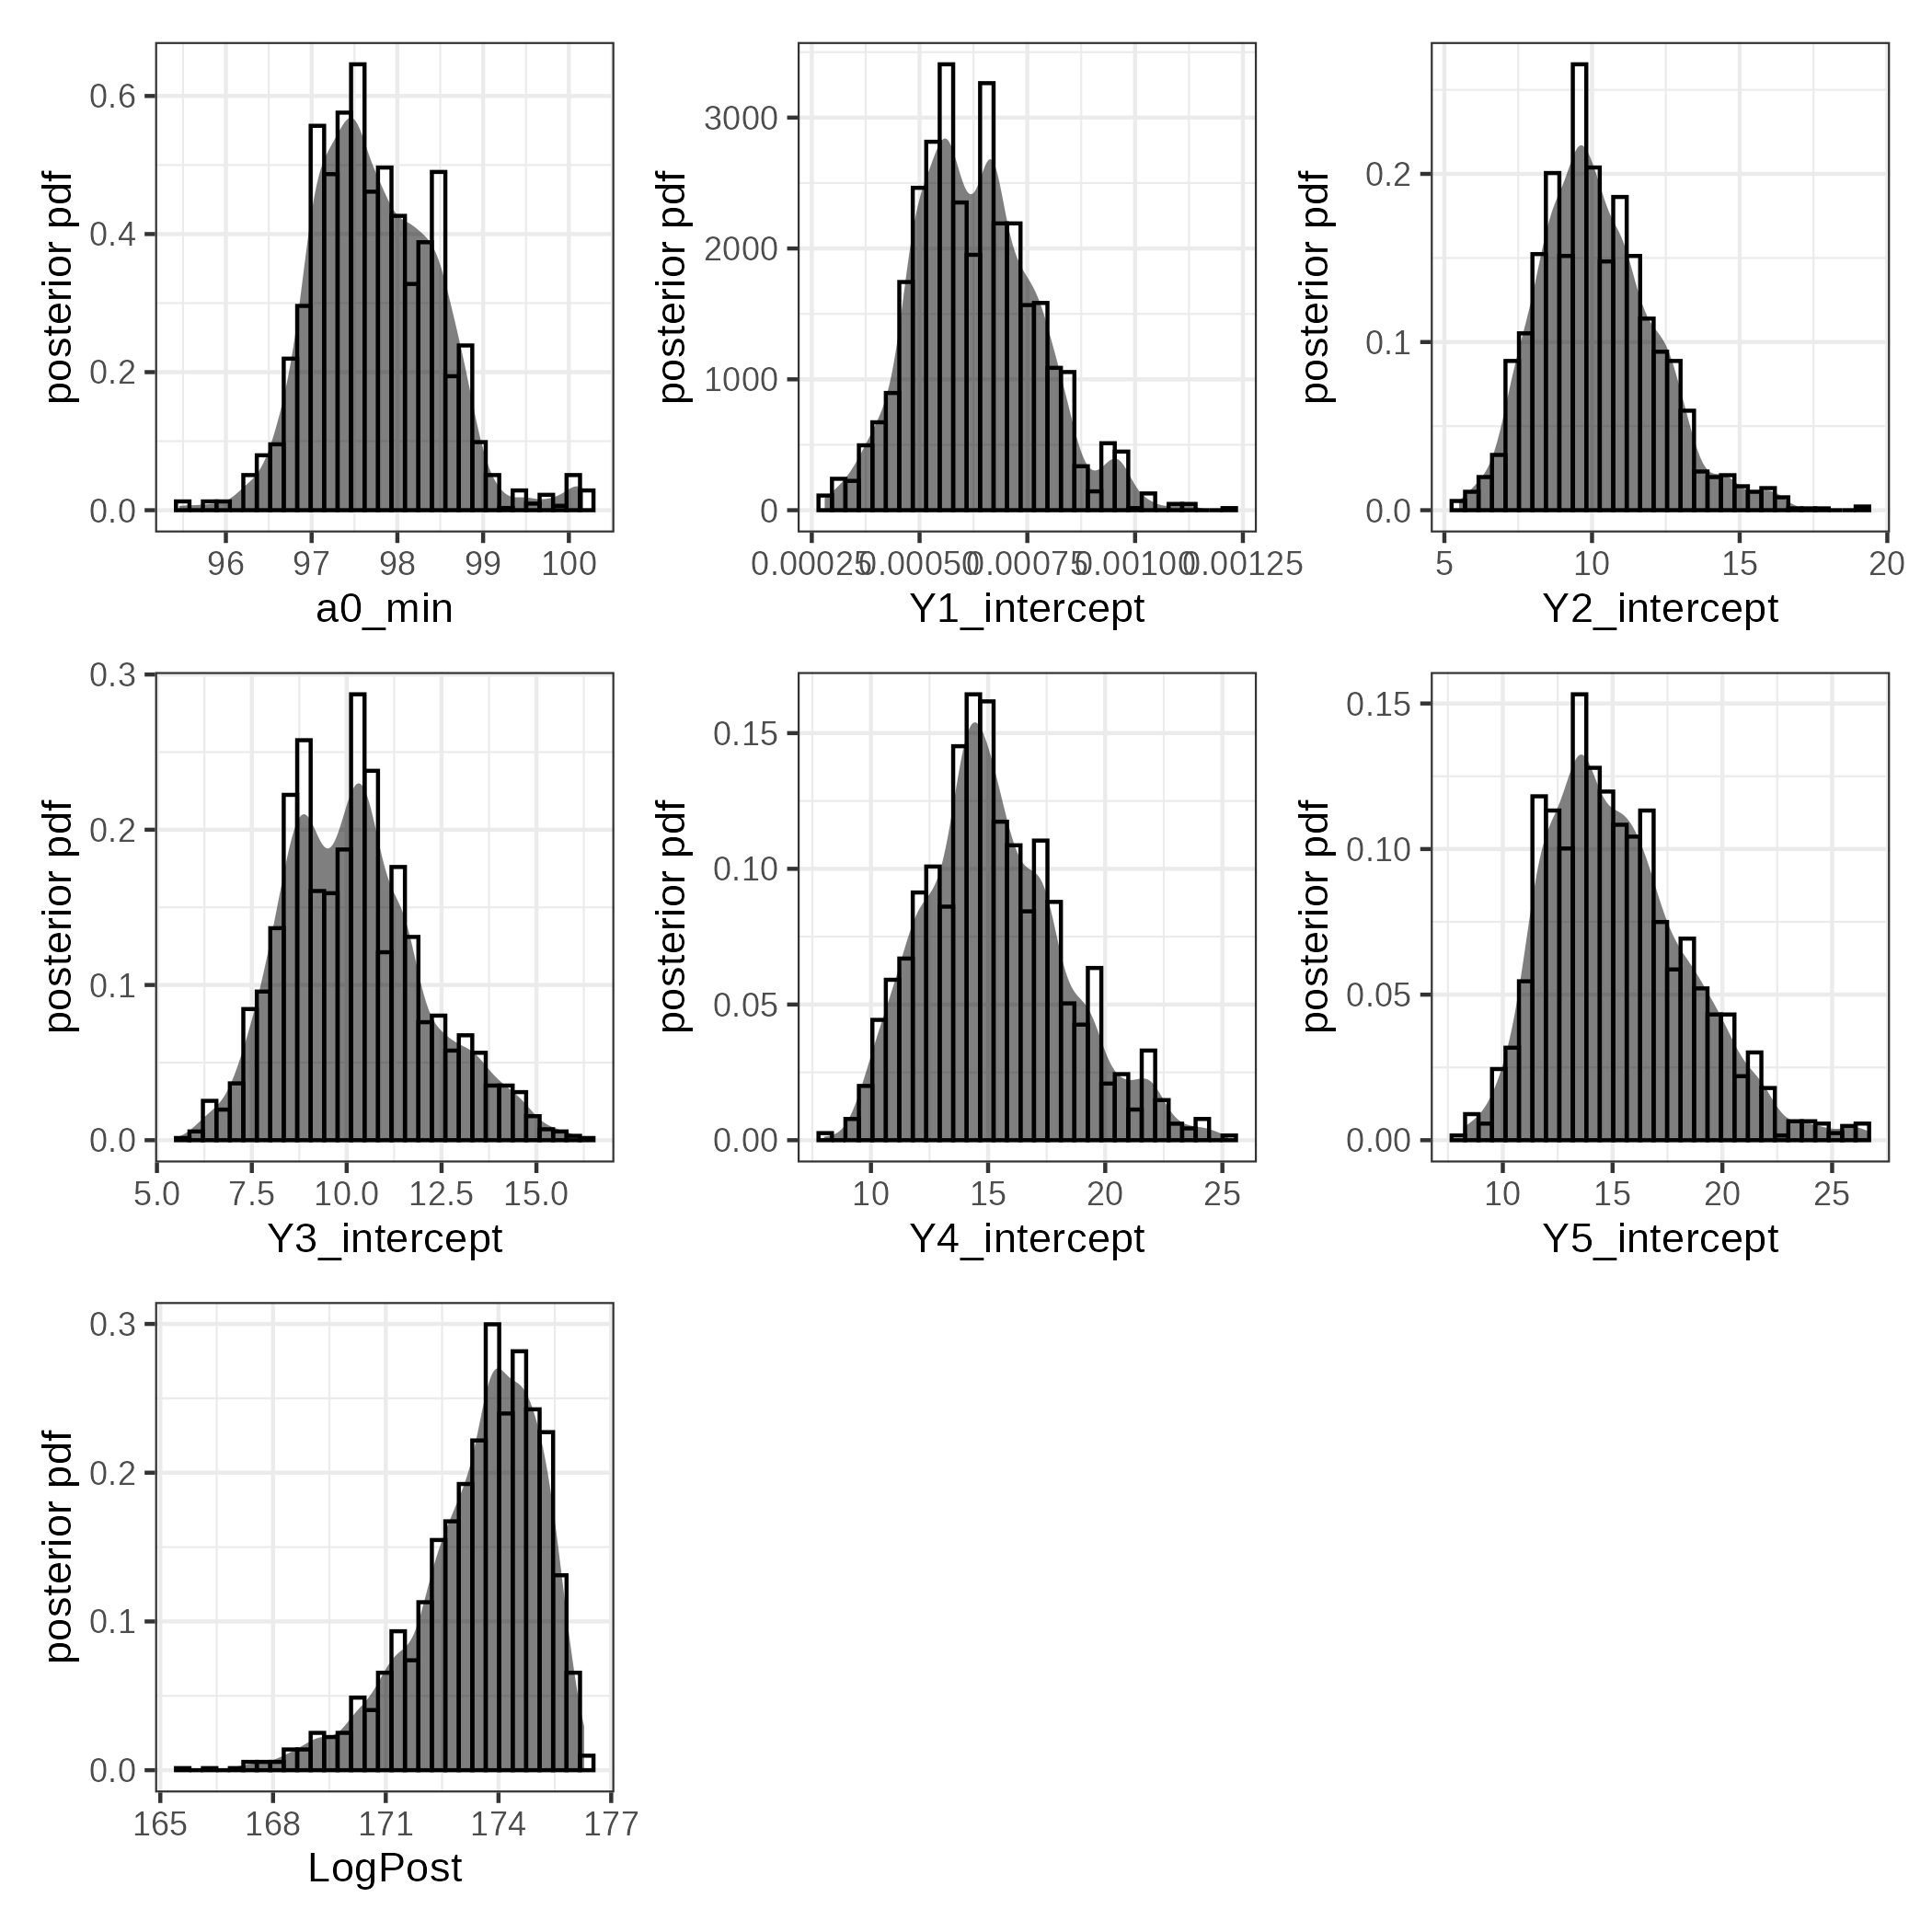 posterior pdf
0.6
0.4
0.2
0.0
96 97 98 99 100
a0_min
posterior pdf
3000
2000
1000
0
0.00025 0.00050 0.00075 0.00100 0.00125
Y1_intercept
posterior pdf
0.2
0.1
0.0
5 10 15 20
Y2_intercept
posterior pdf
0.3
0.2
0.1
0.0
5.0 7.5 10.0 12.5 15.0
Y3_intercept
posterior pdf
0.15
0.10
0.05
0.00
10 15 20 25
Y4_intercept
posterior pdf
0.15
0.10
0.05
0.00
10 15 20 25
Y5_intercept
posterior pdf
0.3
0.2
0.1
0.0
165 168 171 174 177
LogPost